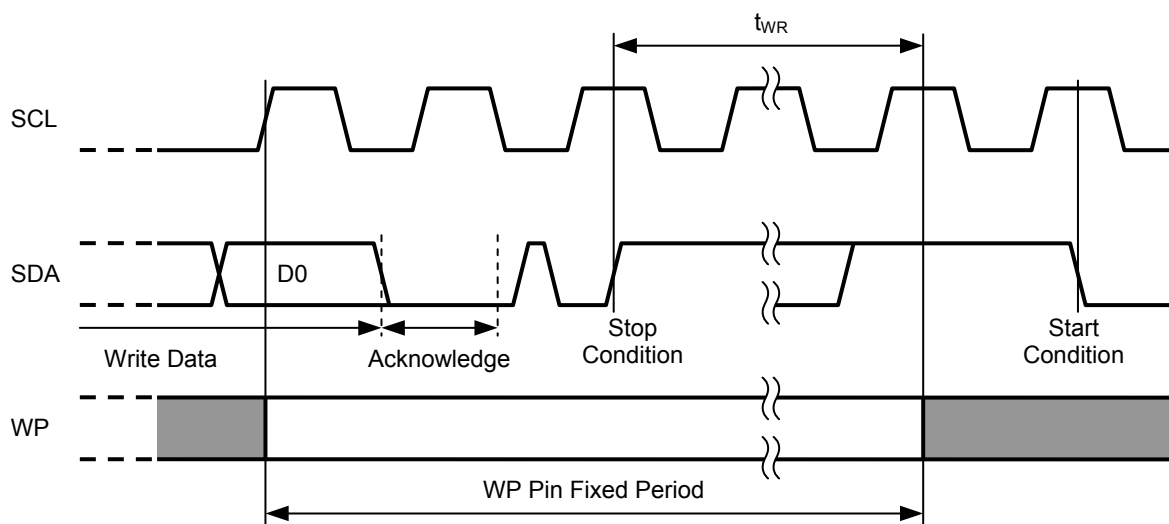 tWR
SCL
SDA
D0
Write Data
Acknowledge
Stop
Condition
Start
Condition
WP
WP Pin Fixed Period